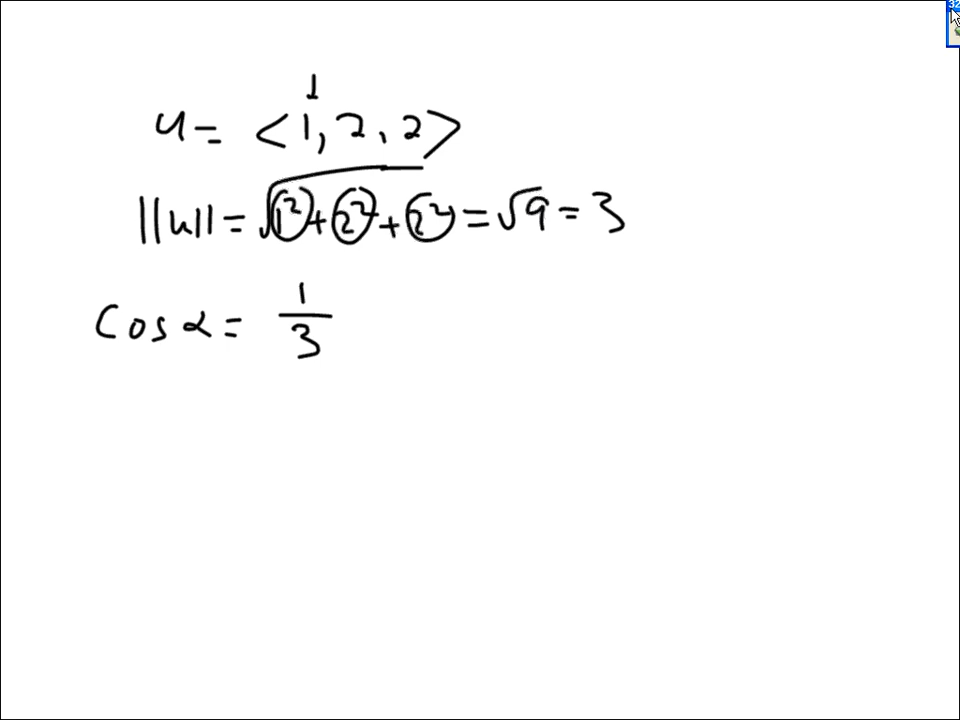 1
u = <1, 2, 2>
||u|| = √1² + 2² + 2² = √9 = 3
Cos α = 1/3